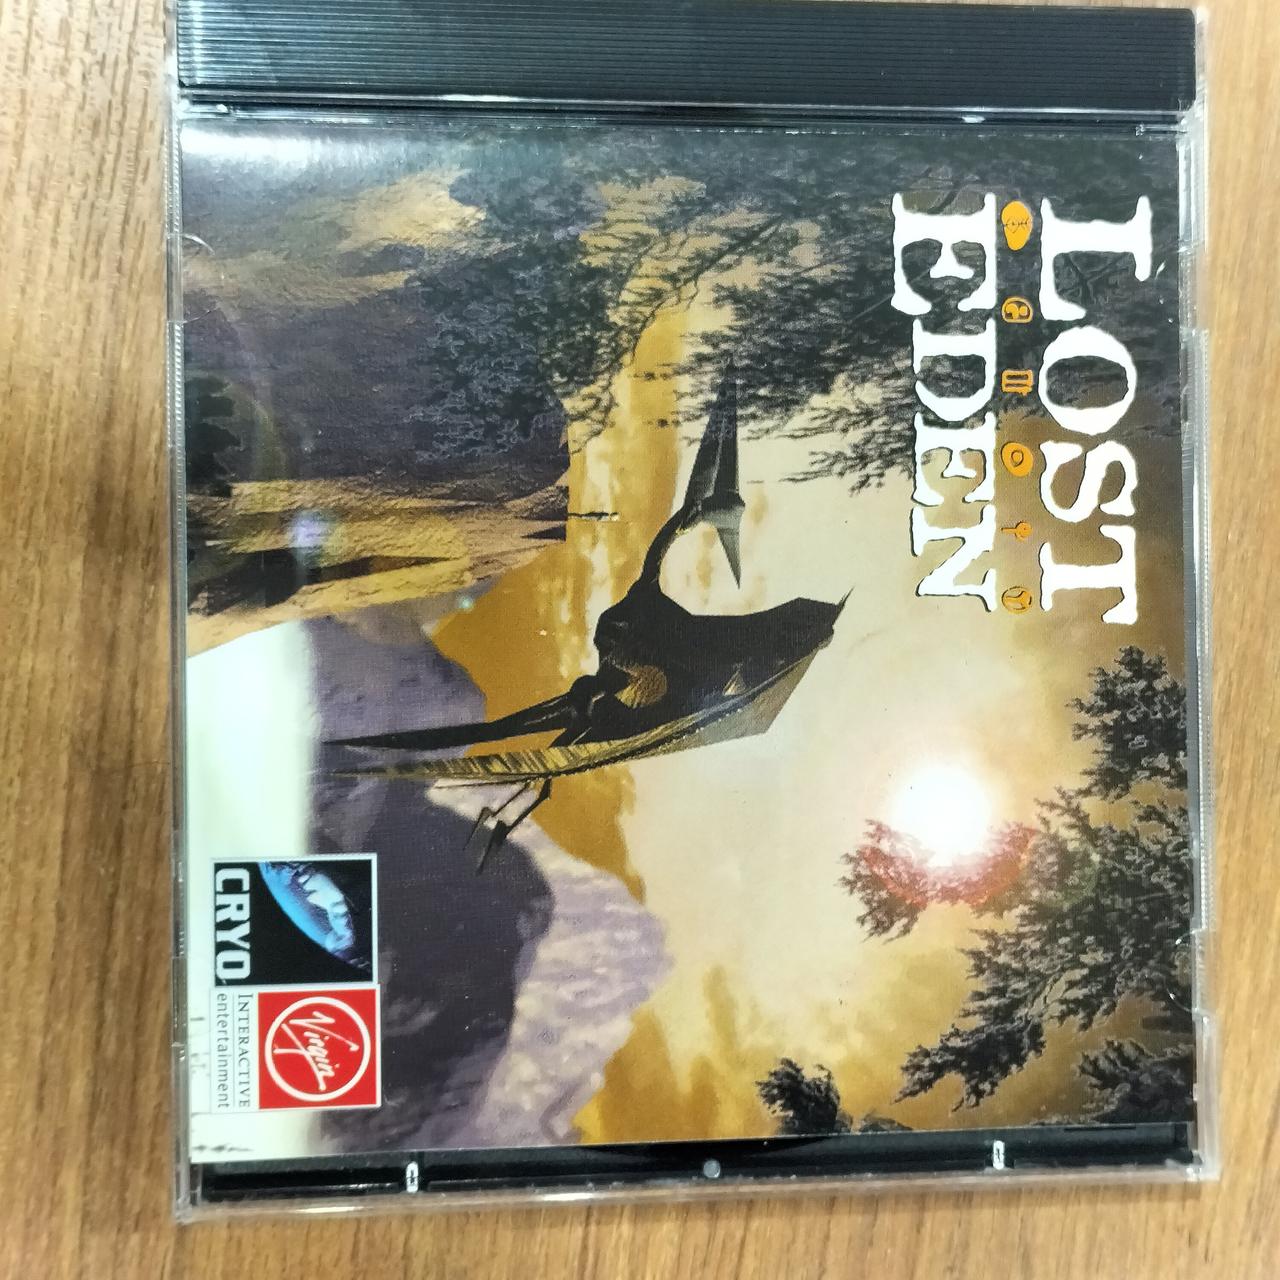 LOST
EDEN
CRYO
Virgin
INTERACTIVE
entertainment